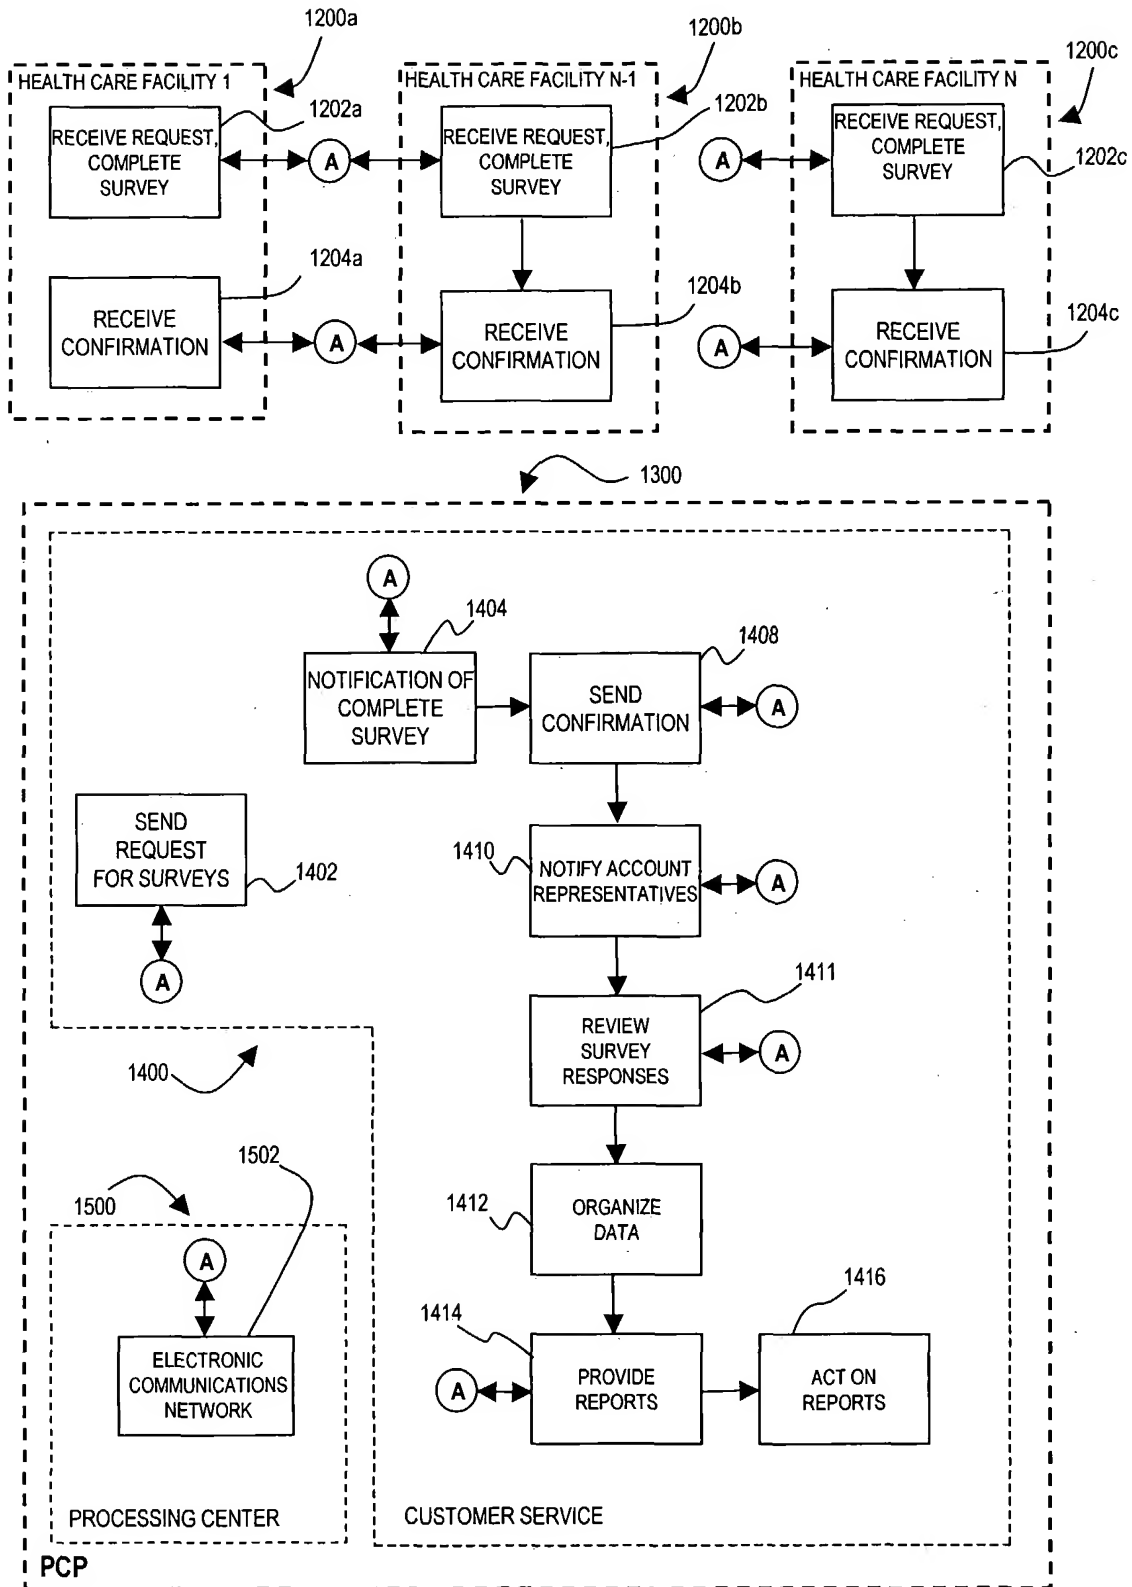 1200a
1200b
1200c
HEALTH CARE FACILITY 1
HEALTH CARE FACILITY N-1
HEALTH CARE FACILITY N
1202a
1202b
1202c
RECEIVE REQUEST,
COMPLETE
SURVEY
A
RECEIVE REQUEST,
COMPLETE
SURVEY
A
RECEIVE REQUEST,
COMPLETE
SURVEY
1204a
1204b
1204c
RECEIVE
CONFIRMATION
A
RECEIVE
CONFIRMATION
A
RECEIVE
CONFIRMATION
1300
A
1404
1408
NOTIFICATION OF
COMPLETE
SURVEY
SEND
CONFIRMATION
A
SEND
REQUEST
FOR SURVEYS
1402
A
1410
NOTIFY ACCOUNT
REPRESENTATIVES
A
1411
REVIEW
SURVEY
RESPONSES
A
1400
1502
1500
1412
ORGANIZE
DATA
A
ELECTRONIC
COMMUNICATIONS
NETWORK
1414
1416
A
PROVIDE
REPORTS
ACT ON
REPORTS
PROCESSING CENTER
CUSTOMER SERVICE
PCP